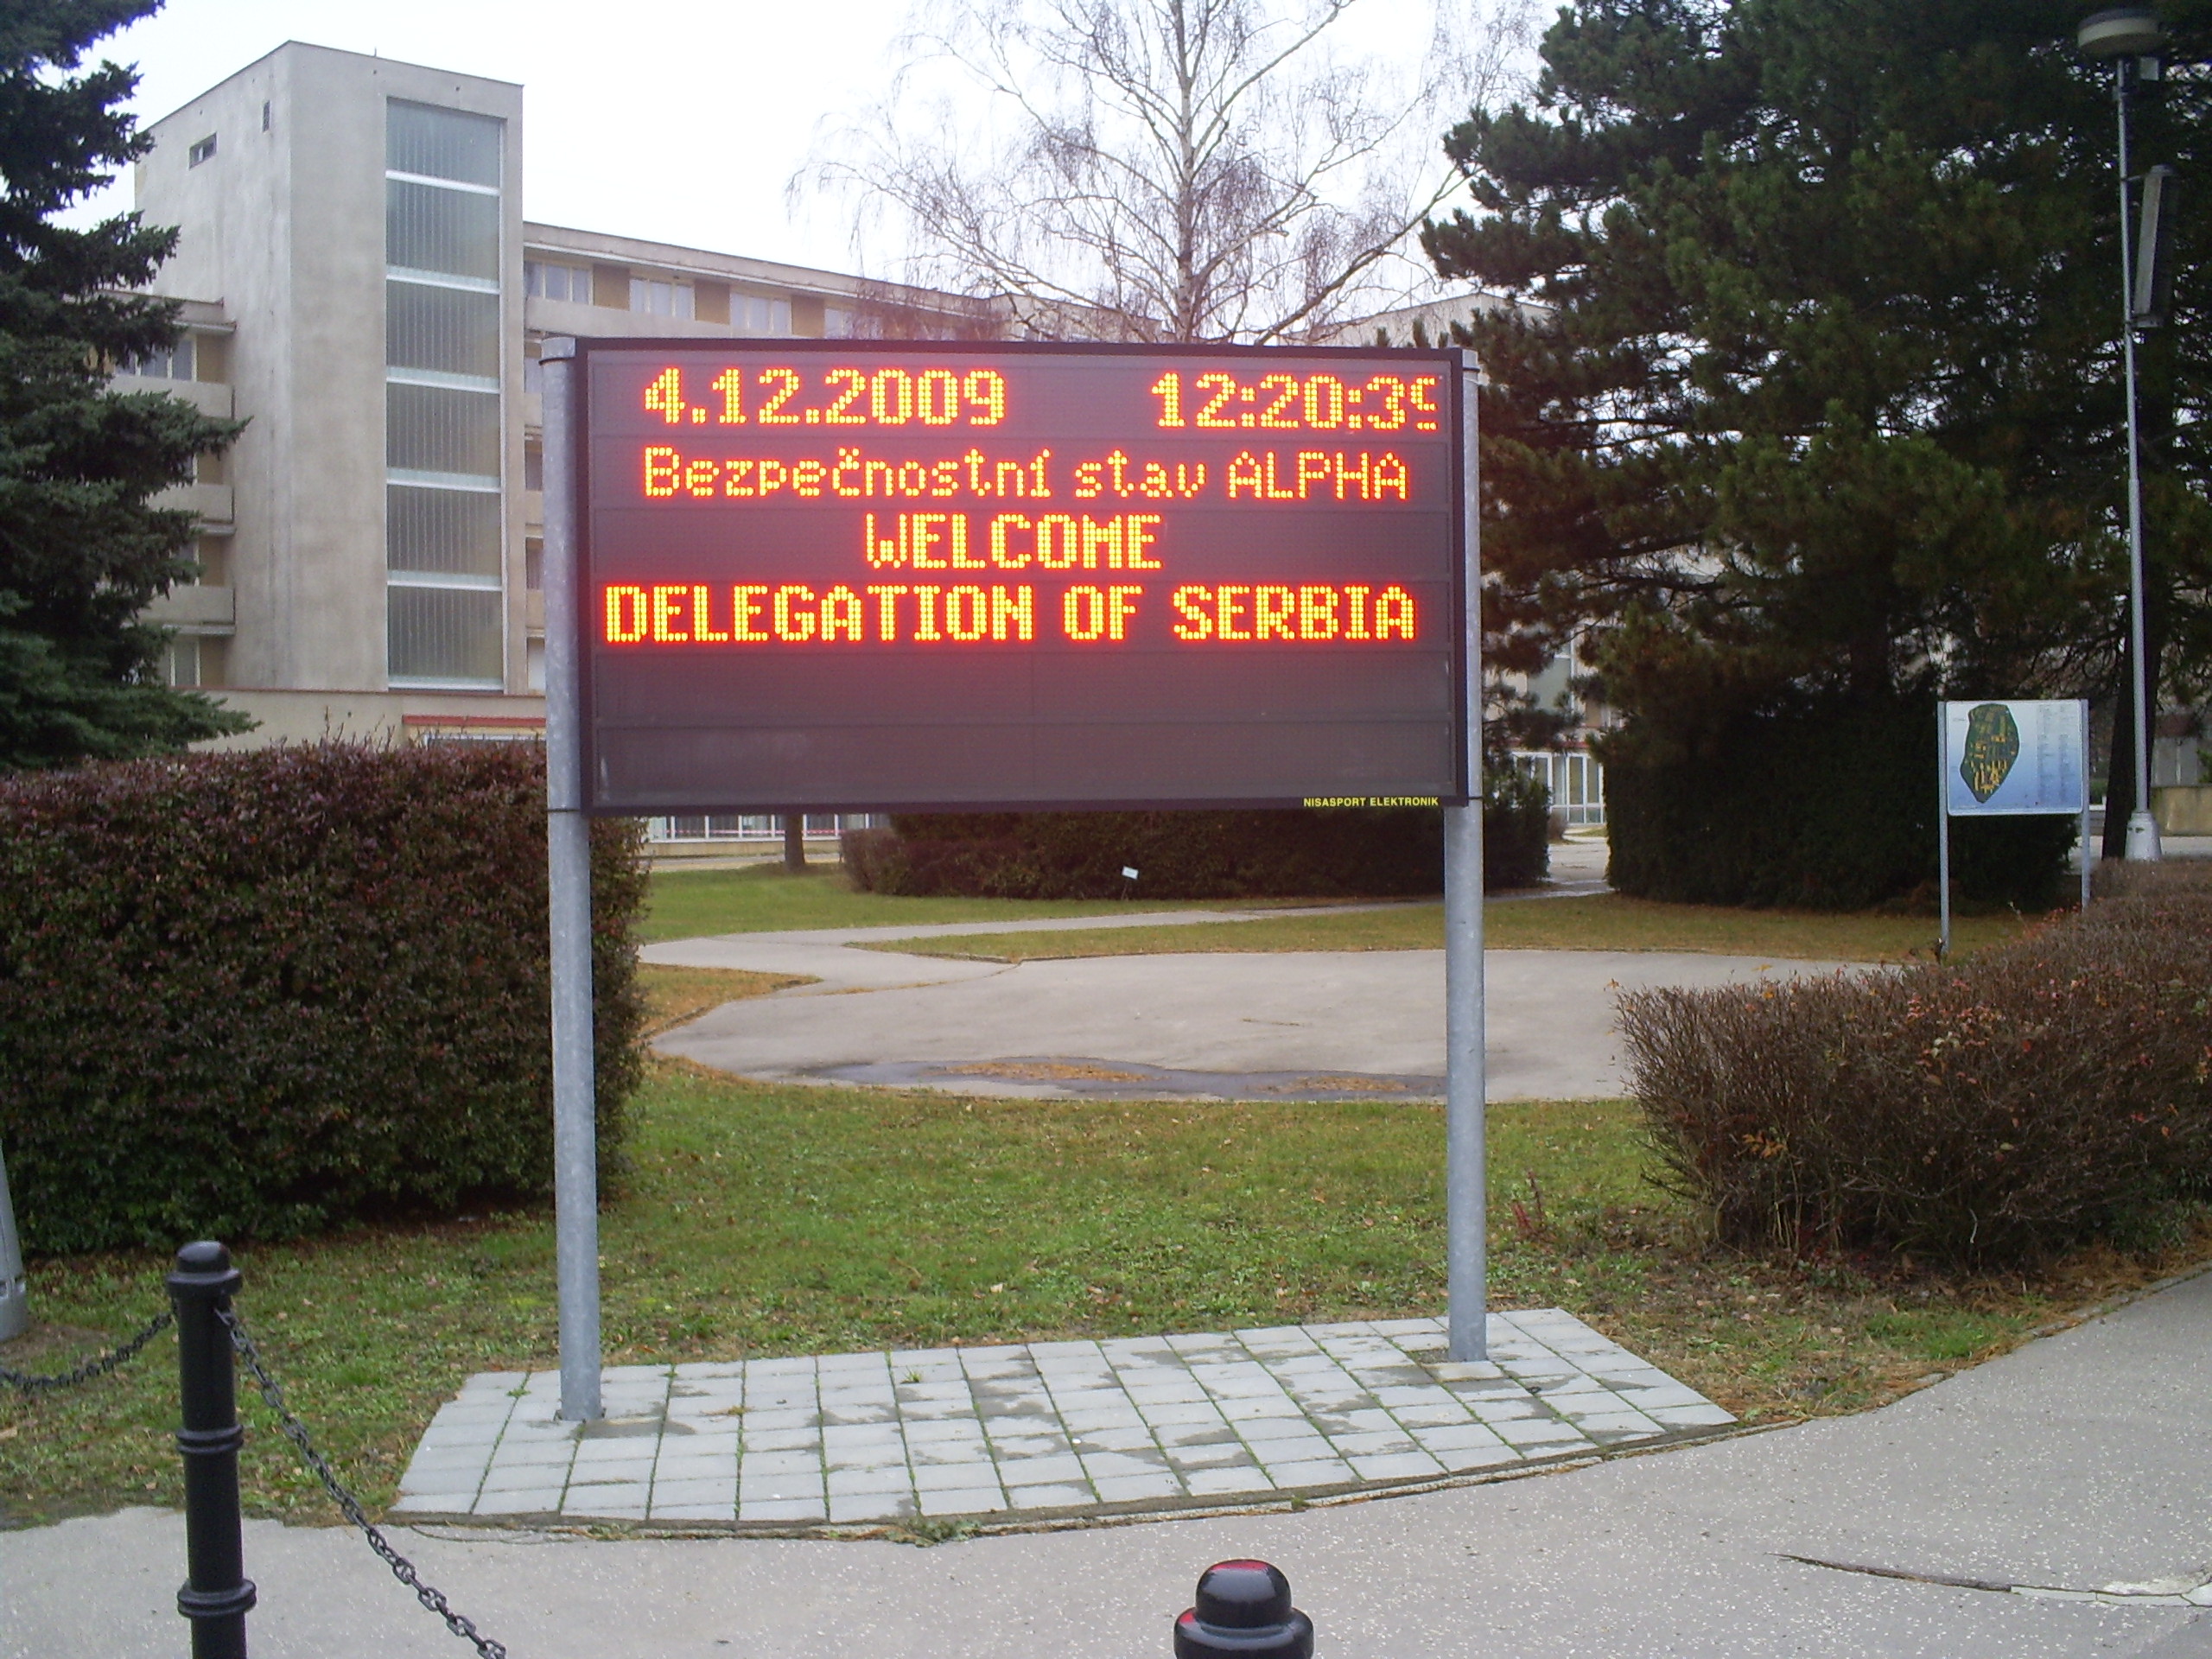 4.12.2009 12:20:39
Bezpečnostní stav ALPHA
WELCOME
DELEGATION OF SERBIA
NISASPORT ELEKTRONIK